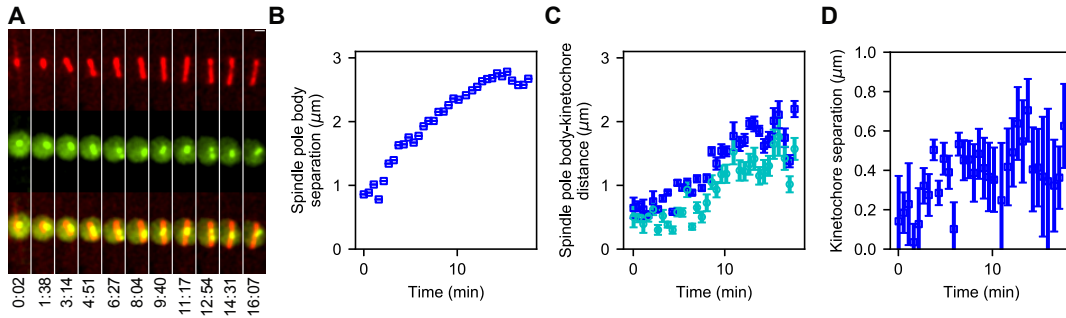 A
0:02
1:38
3:14
4:51
6:27
8:04
9:40
11:17
12:54
14:31
16:07
B
Spindle pole body
separation (μm)
3
2
1
0
0
10
Time (min)
C
Spindle pole body-kinetochore
distance (μm)
3
2
1
0
0
10
Time (min)
D
Kinetochore separation (μm)
1.0
0.8
0.6
0.4
0.2
0.0
0
10
Time (min)